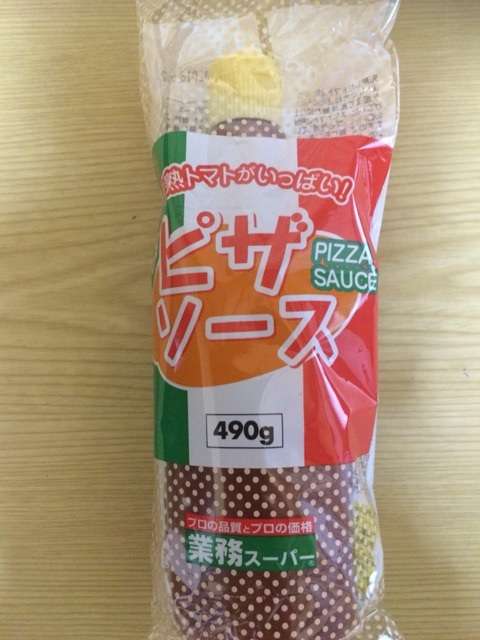 熟トマトがいっぱい!
ピザ
PIZZA
SAUCE
ソース
490g
プロの品質とプロの価格
業務スーパー